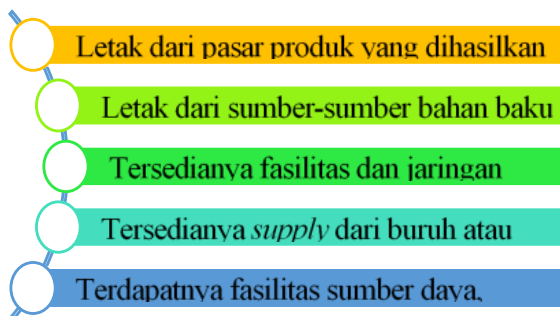 Letak dari pasar produk yang dihasilkan
Letak dari sumber-sumber bahan baku
Tersedianya fasilitas dan jaringan
Tersedianya supply dari buruh atau
Terdapatnya fasilitas sumber daya,